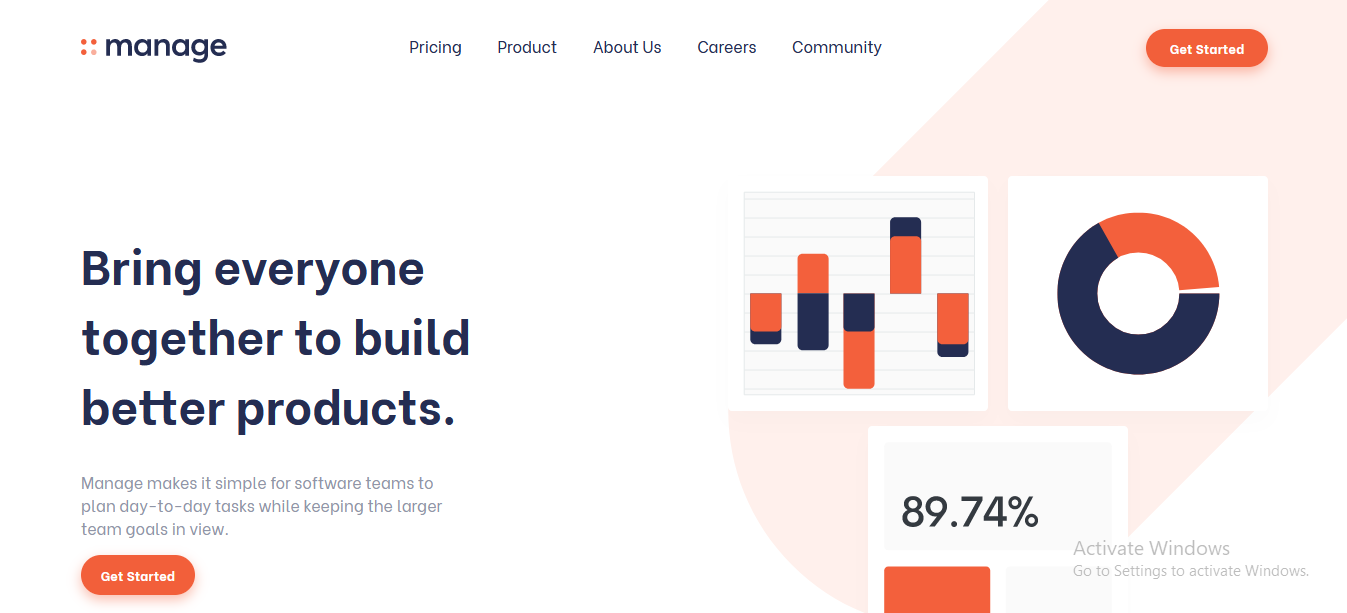 manage
Pricing
Product
About Us
Careers
Community
Get Started
Bring everyone
together to build
better products.
Manage makes it simple for software teams to
plan day-to-day tasks while keeping the larger
team goals in view.
Get Started
89.74%
Activate Windows
Go to Settings to activate Windows.